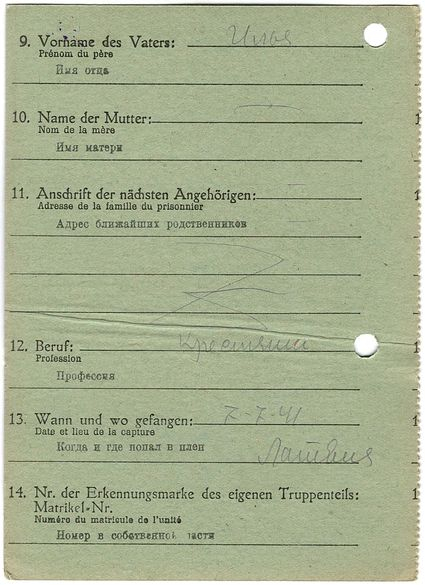 9. Vorname des Vaters: Илья
Prénom du père
Имя отца
10. Name der Mutter:
Nom de la mère
Имя матери
11. Anschrift der nächsten Angehörigen:
Adresse de la famille du prisonnier
Адрес ближайших родственников
12. Beruf: Крестьянин
Profession
Профессия
13. Wann und wo gefangen: 7-7-41
Date et lieu de la capture
Когда и где попал в плен Латвия
14. Nr. der Erkennungsmarke des eigenen Truppenteils:
Matrikel-Nr.
Numéro du matricule de l'unité
Номер в собственной части